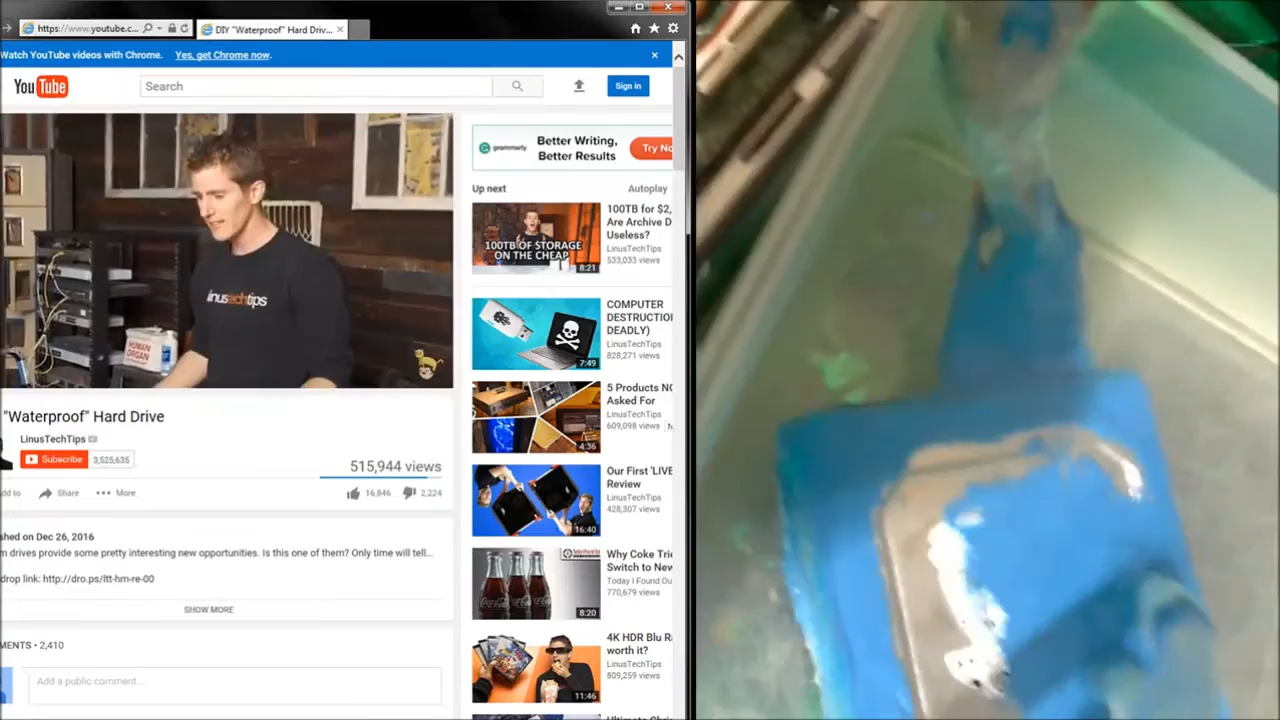 https://www.youtube.c...
DIY "Waterproof" Hard Driv...
Watch YouTube videos with Chrome.
Yes, get Chrome now.
YouTube
Search
Sign in
grammarly
Better Writing,
Better Results
Try No
linustechtips
HUMAN
ORGAN
Up next
Autoplay
100TB OF STORAGE
ON THE CHEAP
8:21
100TB for $2,
Are Archive D
Useless?
LinusTechTips
533,033 views
7:49
COMPUTER
DESTRUCTIO
DEADLY)
LinusTechTips
828,271 views
4:36
5 Products NO
Asked For
LinusTechTips
609,098 views
16:40
Our First 'LIVE
Review
LinusTechTips
428,307 views
8:20
Why Coke Trie
Switch to New
Today I Found Ou
770,679 views
11:46
4K HDR Blu Ra
worth it?
LinusTechTips
809,259 views
"Waterproof" Hard Drive
LinusTechTips
Subscribe
3,525,635
515,944 views
dd to
Share
More
16,846
2,224
shed on Dec 26, 2016
m drives provide some pretty interesting new opportunities. Is this one of them? Only time will tell...
drop link: http://dro.ps/ltt-hm-re-00
SHOW MORE
MENTS • 2,410
Add a public comment...